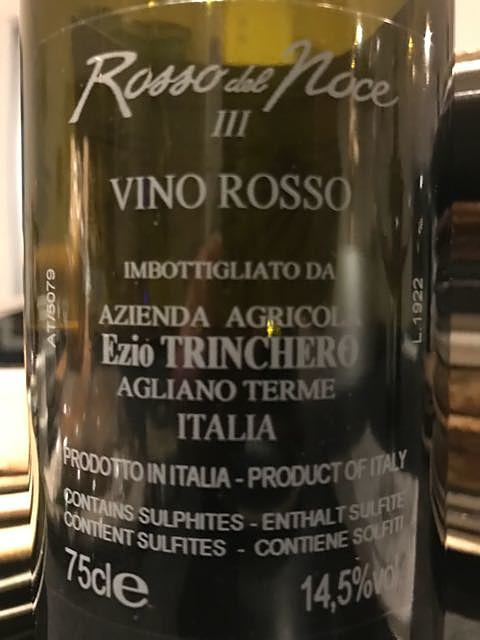 Rosso del Noce
III
VINO ROSSO
IMBOTTIGLIATO DA
AZIENDA AGRICOLA
Ezio TRINCHERO
AGLIANO TERME
ITALIA
PRODOTTO IN ITALIA - PRODUCT OF ITALY
CONTAINS SULPHITES - ENTHALT SULFITE
CONTIENT SULFITES - CONTIENE SOLFITI
75cle
14,5%vol
AT/5079
L.1922